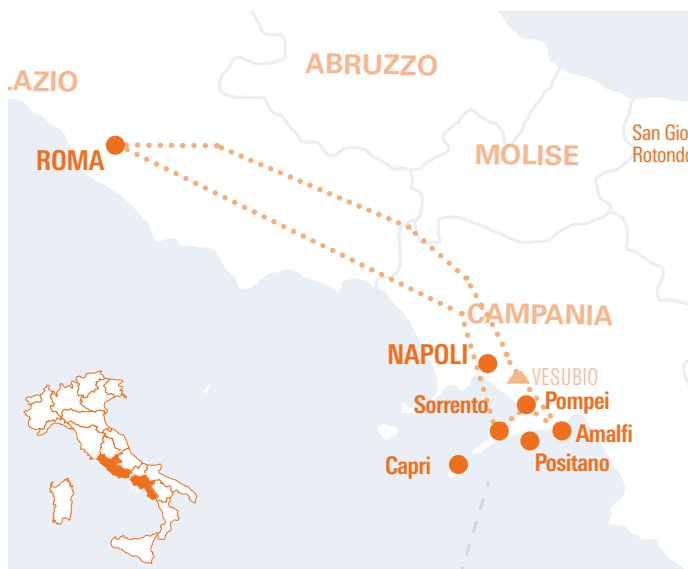 ABRUZZO
LAZIO
San Gio
Rotondo
ROMA
MOLISE
CAMPANIA
NAPOLI
VESUBIO
Sorrento
Pompei
Amalfi
Capri
Positano